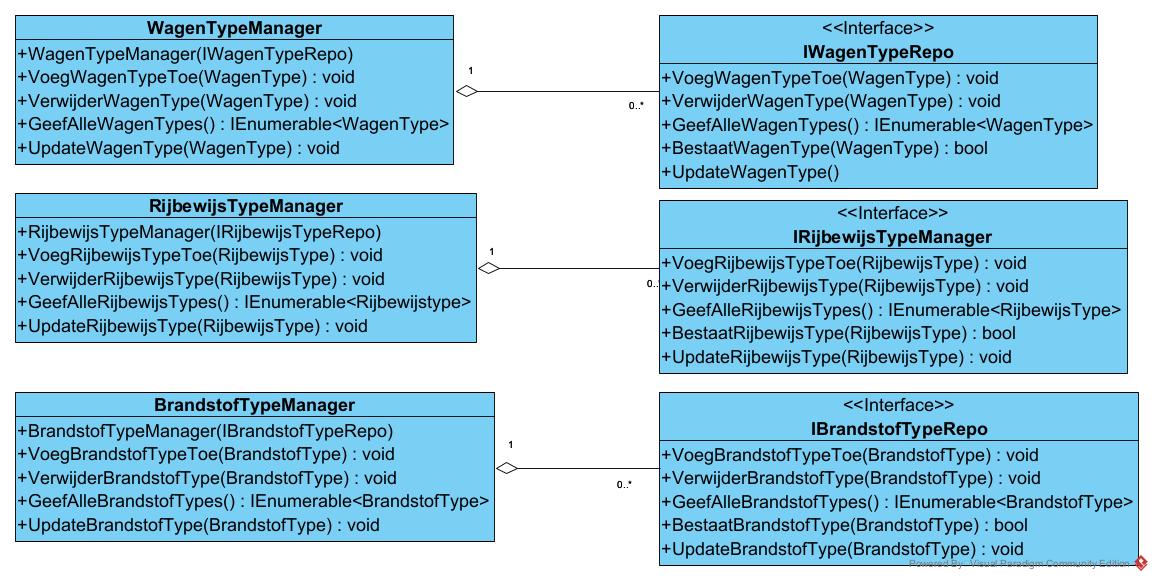 WagenTypeManager
+WagenTypeManager(IWagenTypeRepo)
+VoegWagenTypeToe(WagenType) : void
+VerwijderWagenType(WagenType) : void
+GeefAlleWagenTypes() : IEnumerable<WagenType>
+UpdateWagenType(WagenType) : void
1
0..*
<<Interface>>
IWagenTypeRepo
+VoegWagenTypeToe(WagenType) : void
+VerwijderWagenType(WagenType) : void
+GeefAlleWagenTypes() : IEnumerable<WagenType>
+BestaatWagenType(WagenType) : bool
+UpdateWagenType()
RijbewijsTypeManager
+RijbewijsTypeManager(IRijbewijsTypeRepo)
+VoegRijbewijsTypeToe(RijbewijsType) : void
+VerwijderRijbewijsType(RijbewijsType) : void
+GeefAlleRijbewijsTypes() : IEnumerable<Rijbewijstype>
+UpdateRijbewijsType(RijbewijsType) : void
1
0..
<<Interface>>
IRijbewijsTypeManager
+VoegRijbewijsTypeToe(RijbewijsType) : void
+VerwijderRijbewijsType(RijbewijsType) : void
+GeefAlleRijbewijsTypes() : IEnumerable<RijbewijsType>
+BestaatRijbewijsType(RijbewijsType) : bool
+UpdateRijbewijsType(RijbewijsType) : void
BrandstofTypeManager
+BrandstofTypeManager(IBrandstofTypeRepo)
+VoegBrandstofTypeToe(BrandstofType) : void
+VerwijderBrandstofType(BrandstofType) : void
+GeefAlleBrandstofTypes() : IEnumerable<BrandstofType>
+UpdateBrandstofType(BrandstofType) : void
1
0..*
<<Interface>>
IBrandstofTypeRepo
+VoegBrandstofTypeToe(BrandstofType) : void
+VerwijderBrandstofType(BrandstofType) : void
+GeefAlleBrandstofTypes() : IEnumerable<BrandstofType>
+BestaatBrandstofType(BrandstofType) : bool
+UpdateBrandstofType(BrandstofType) : void
Powered By Visual Paradigm Community Edition